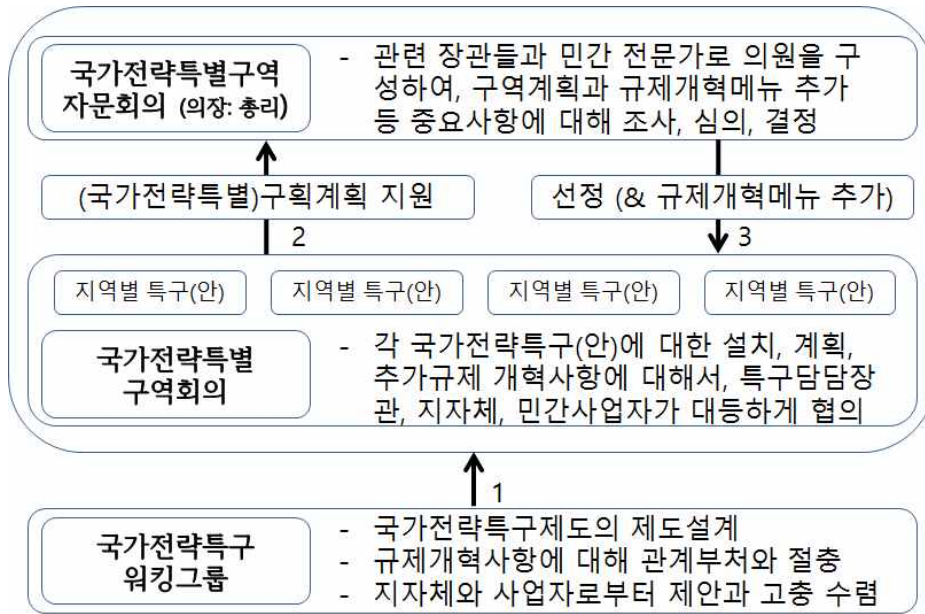 국가전략특별구역
자문회의 (의장: 총리)
- 관련 장관들과 민간 전문가로 의원을 구
성하여, 구역계획과 규제개혁메뉴 추가
등 중요사항에 대해 조사, 심의, 결정
(국가전략특별)구획계획 지원
선정 (& 규제개혁메뉴 추가)
2
3
지역별 특구(안)
지역별 특구(안)
지역별 특구(안)
지역별 특구(안)
국가전략특별
구역회의
- 각 국가전략특구(안)에 대한 설치, 계획,
추가규제 개혁사항에 대해서, 특구담담장
관, 지자체, 민간사업자가 대등하게 협의
1
국가전략특구
워킹그룹
- 국가전략특구제도의 제도설계
- 규제개혁사항에 대해 관계부처와 절충
- 지자체와 사업자로부터 제안과 고충 수렴